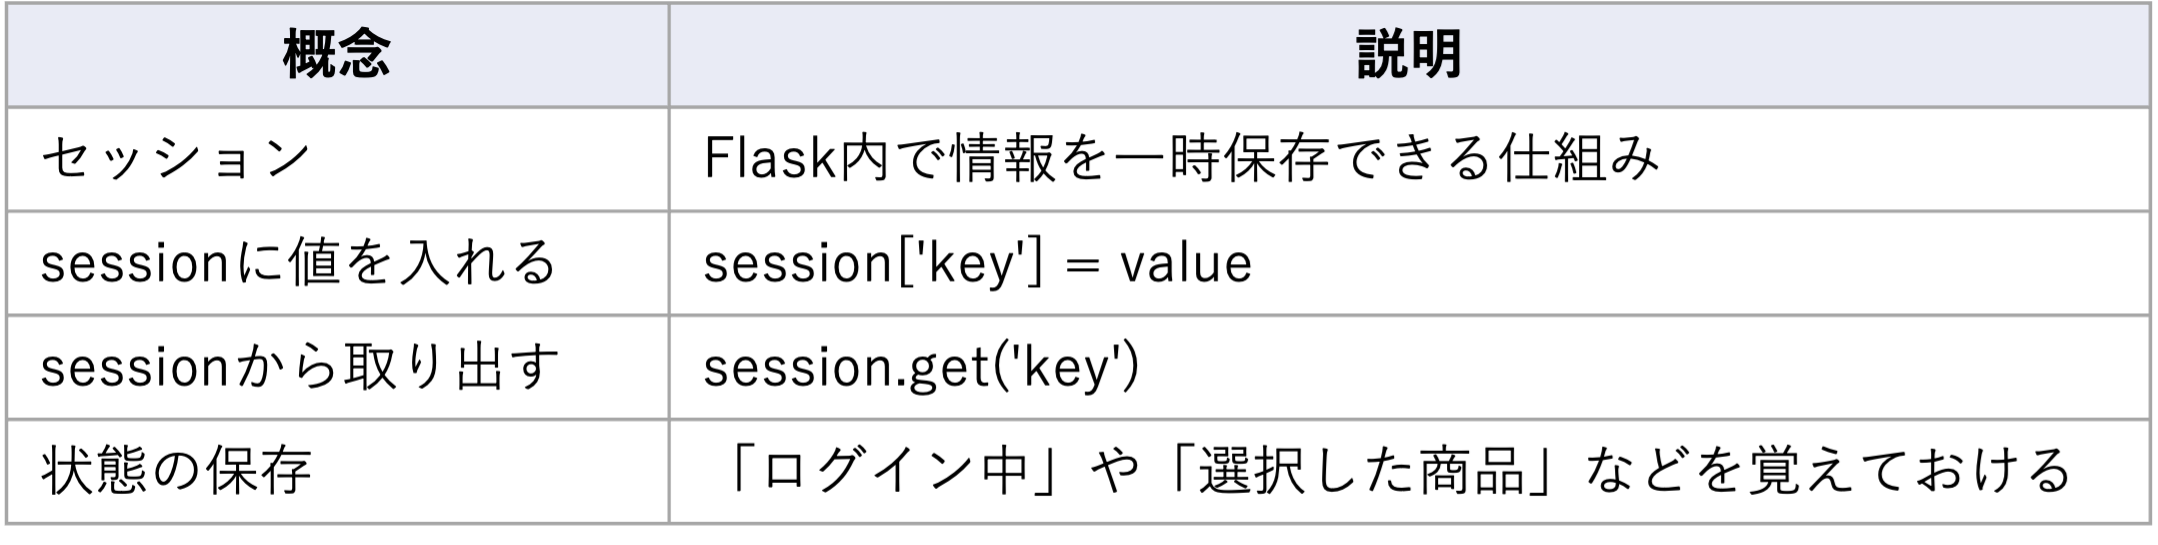 概念 説明
セッション Flask内で情報を一時保存できる仕組み
sessionに値を入れる session['key'] = value
sessionから取り出す session.get('key')
状態の保存 「ログイン中」や「選択した商品」などを覚えておける